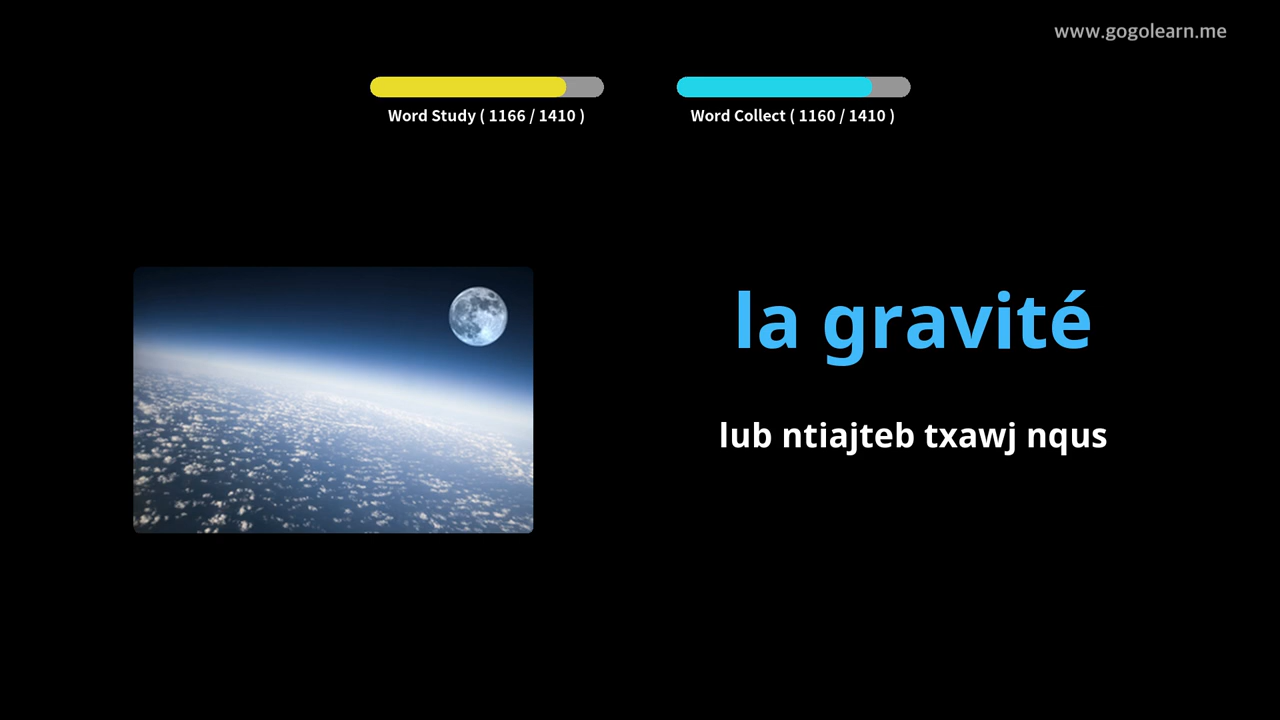 www.gogolearn.me
Word Study ( 1166 / 1410 )
Word Collect ( 1160 / 1410 )
la gravité
lub ntiajteb txawj nqus